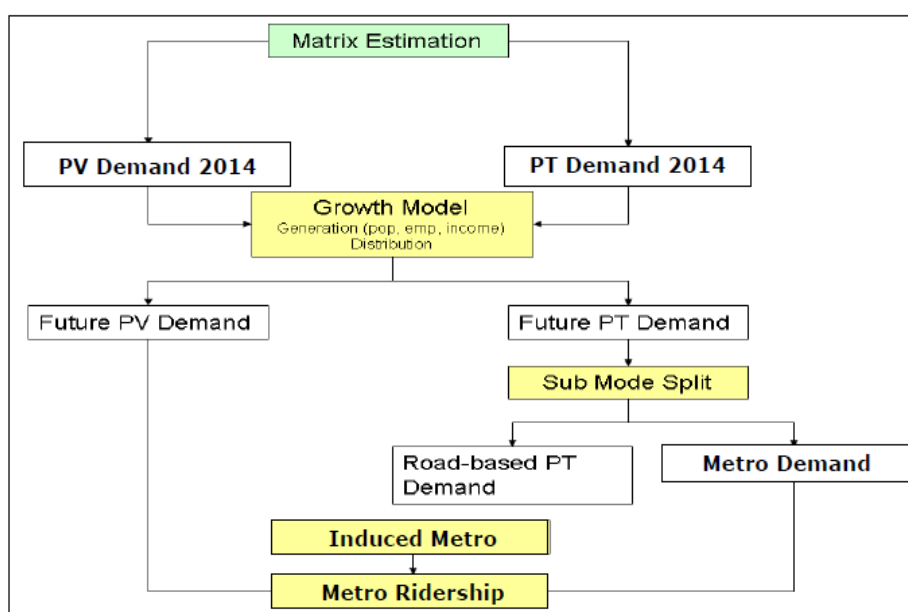 Matrix Estimation
PV Demand 2014
PT Demand 2014
Growth Model
Generation (pop, emp, income)
Distribution
Future PV Demand
Future PT Demand
Sub Mode Split
Road-based PT
Demand
Metro Demand
Induced Metro
Metro Ridership